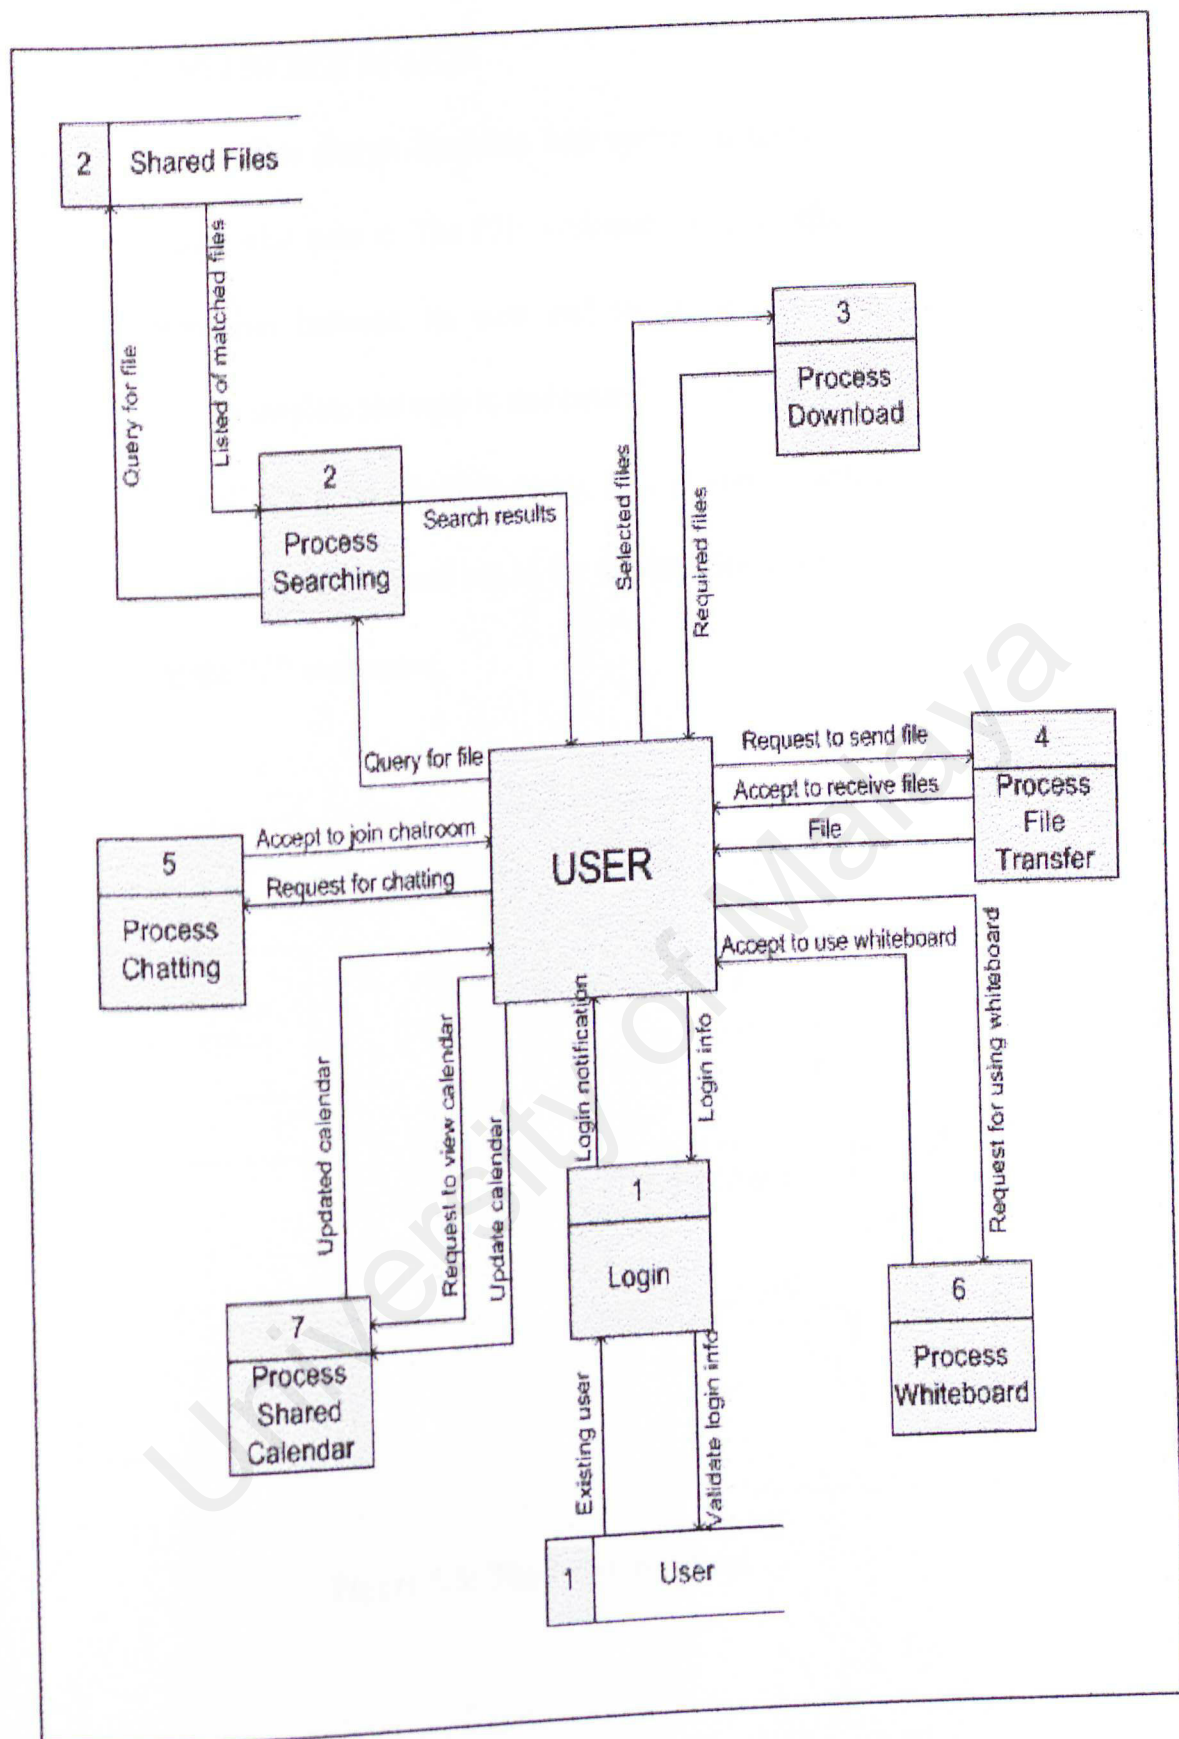 2
Shared Files
Query for file
Listed of matched files
3
Process
Download
Selected files
Required files
2
Process
Searching
Search results
Query for file
USER
Request to send file
Accept to receive files
File
4
Process
File
Transfer
5
Process
Chatting
Accept to join chatroom
Request for chatting
Accept to use whiteboard
Request for using whiteboard
Updated calendar
Request to view calendar
Update calendar
Login notification
Login info
1
Login
6
Process
Whiteboard
7
Process
Shared
Calendar
Existing user
Validate login info
1
User
University of Malaya